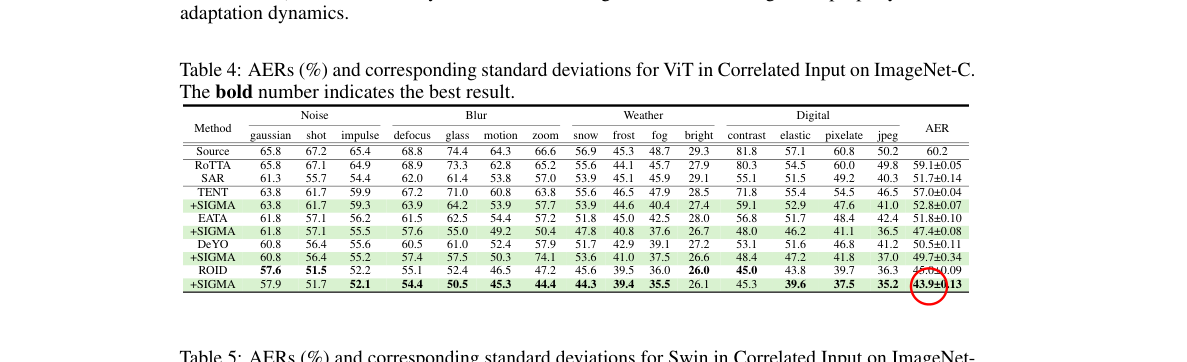 adaptation dynamics.
Table 4: AERs (%) and corresponding standard deviations for ViT in Correlated Input on ImageNet-C.
The bold number indicates the best result.
Method Noise Blur Weather Digital AER
gaussian shot impulse defocus glass motion zoom snow frost fog bright contrast elastic pixelate jpeg
Source 65.8 67.2 65.4 68.8 74.4 64.3 66.6 56.9 45.3 48.7 29.3 81.8 57.1 60.8 50.2 60.2
RoTTA 65.8 67.1 64.9 68.9 73.3 62.8 65.2 55.6 44.1 45.7 27.9 80.3 54.5 60.0 49.8 59.1±0.05
SAR 61.3 55.7 54.4 62.0 61.4 53.8 57.0 53.9 45.1 45.9 29.1 55.1 51.5 49.2 40.3 51.7±0.14
TENT 63.8 61.7 59.9 67.2 71.0 60.8 63.8 55.6 46.5 47.9 28.5 71.8 55.4 54.5 46.5 57.0±0.04
+SIGMA 63.8 61.7 59.3 63.9 64.2 53.9 57.7 53.9 44.6 40.4 27.4 59.1 52.9 47.6 41.0 52.8±0.07
EATA 61.8 57.1 56.2 61.5 62.5 54.4 57.2 51.8 45.0 42.5 28.0 56.8 51.7 48.4 42.4 51.8±0.10
+SIGMA 61.8 57.1 55.5 57.6 55.0 49.2 50.4 47.8 40.8 37.6 26.7 48.0 46.2 41.1 36.5 47.4±0.08
DeYO 60.8 56.4 55.6 60.5 61.0 52.4 57.9 51.7 42.9 39.1 27.2 53.1 51.6 46.8 41.2 50.5±0.11
+SIGMA 60.8 56.4 55.2 57.4 57.5 50.3 74.1 53.6 41.0 37.5 26.6 48.4 47.2 41.8 37.0 49.7±0.34
ROID 57.6 51.5 52.2 55.1 52.4 46.5 47.2 45.6 39.5 36.0 26.0 45.0 43.8 39.7 36.3 45.0±0.09
+SIGMA 57.9 51.7 52.1 54.4 50.5 45.3 44.4 44.3 39.4 35.5 26.1 45.3 39.6 37.5 35.2 43.9±0.13
Table 5: AERs (%) and corresponding standard deviations for Swin in Correlated Input on ImageNet-